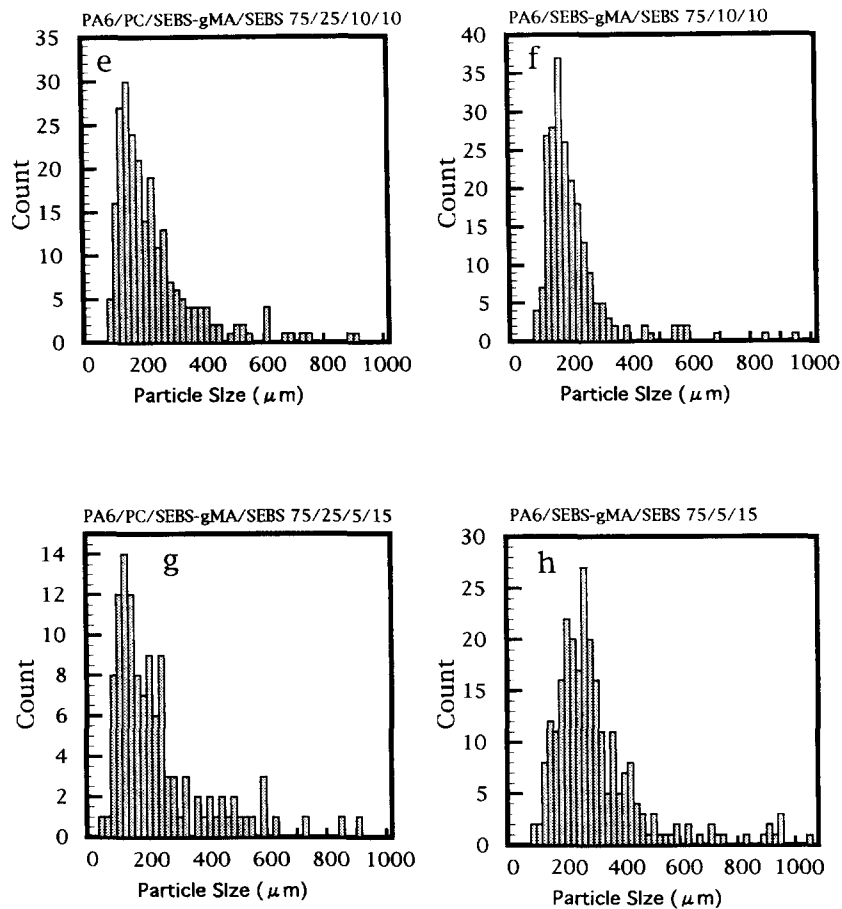 PA6/PC/SEBS-gMA/SEBS 75/25/10/10
e
Count
35
30
25
20
15
10
5
0
0 200 400 600 800 1000
Particle SIze ( μ m)
PA6/SEBS-gMA/SEBS 75/10/10
f
Count
40
35
30
25
20
15
10
5
0
0 200 400 600 800 1000
Particle SIze ( μ m)
PA6/PC/SEBS-gMA/SEBS 75/25/5/15
g
Count
14
12
10
8
6
4
2
0
0 200 400 600 800 1000
Particle SIze ( μ m)
PA6/SEBS-gMA/SEBS 75/5/15
h
Count
30
25
20
15
10
5
0
0 200 400 600 800 1000
Particle SIze ( μ m)